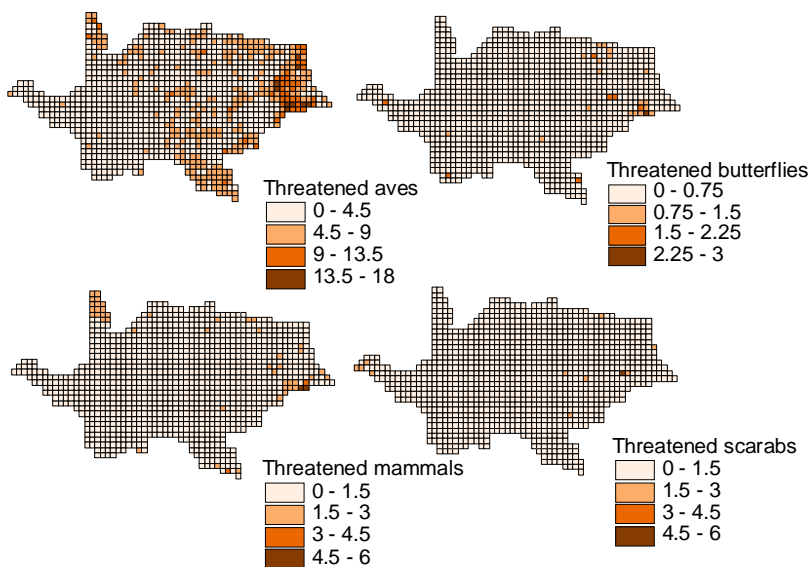 Threatened aves
0 - 4.5
4.5 - 9
9 - 13.5
13.5 - 18
Threatened butterflies
0 - 0.75
0.75 - 1.5
1.5 - 2.25
2.25 - 3
Threatened mammals
0 - 1.5
1.5 - 3
3 - 4.5
4.5 - 6
Threatened scarabs
0 - 1.5
1.5 - 3
3 - 4.5
4.5 - 6